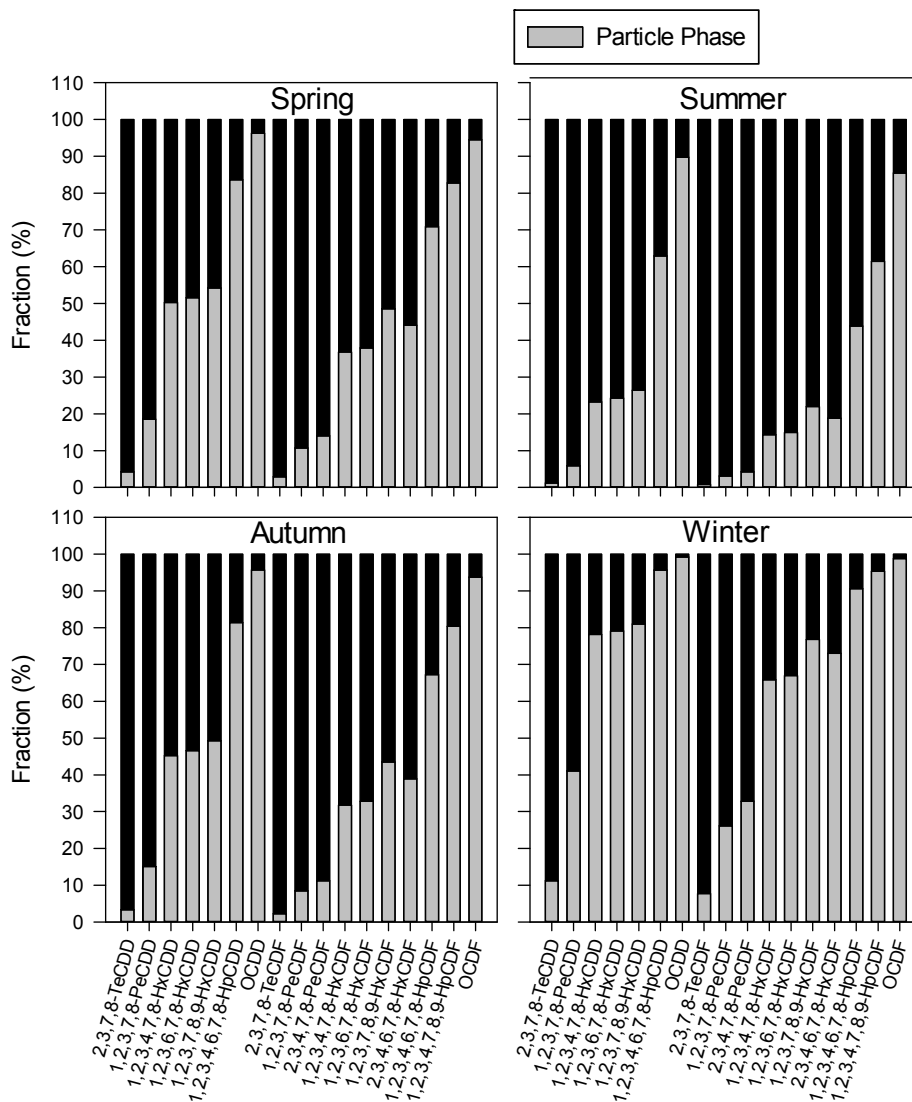 Particle Phase
Spring
Summer
Fraction (%)
110
100
90
80
70
60
50
40
30
20
10
0
Autumn
Winter
Fraction (%)
110
100
90
80
70
60
50
40
30
20
10
0
2,3,7,8-TeCDD
1,2,3,7,8-PeCDD
1,2,3,4,7,8-HxCDD
1,2,3,6,7,8-HxCDD
1,2,3,7,8,9-HxCDD
1,2,3,4,6,7,8-HpCDD
OCDD
2,3,7,8-TeCDF
1,2,3,7,8-PeCDF
2,3,4,7,8-PeCDF
1,2,3,4,7,8-HxCDF
1,2,3,6,7,8-HxCDF
1,2,3,7,8,9-HxCDF
2,3,4,6,7,8-HxCDF
1,2,3,4,6,7,8-HpCDF
1,2,3,4,7,8,9-HpCDF
OCDF
2,3,7,8-TeCDD
1,2,3,7,8-PeCDD
1,2,3,4,7,8-HxCDD
1,2,3,6,7,8-HxCDD
1,2,3,7,8,9-HxCDD
1,2,3,4,6,7,8-HpCDD
OCDD
2,3,7,8-TeCDF
1,2,3,7,8-PeCDF
2,3,4,7,8-PeCDF
1,2,3,4,7,8-HxCDF
1,2,3,6,7,8-HxCDF
1,2,3,7,8,9-HxCDF
2,3,4,6,7,8-HxCDF
1,2,3,4,6,7,8-HpCDF
1,2,3,4,7,8,9-HpCDF
OCDF